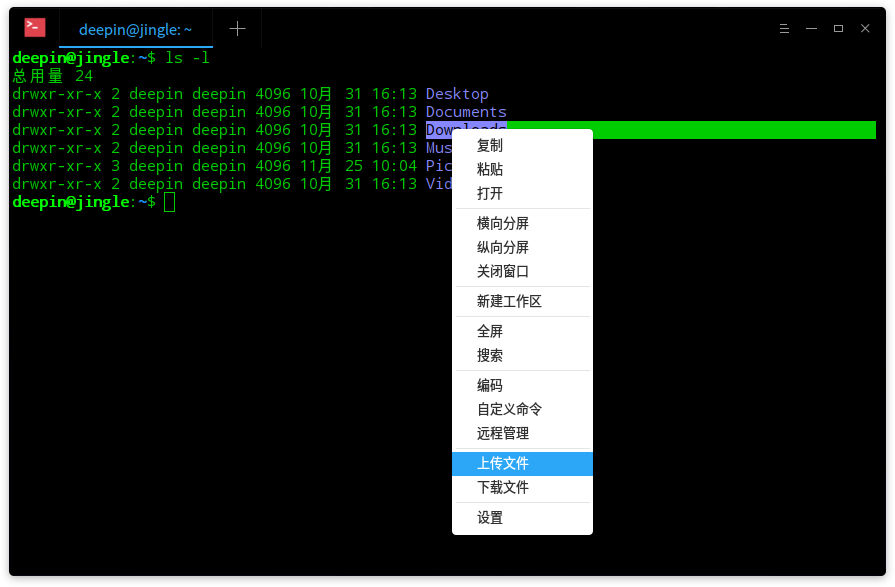 deepin@jingle: ~
deepin@jingle:~$ ls -l
总用量 24
drwxr-xr-x 2 deepin deepin 4096 10月 31 16:13 Desktop
drwxr-xr-x 2 deepin deepin 4096 10月 31 16:13 Documents
drwxr-xr-x 2 deepin deepin 4096 10月 31 16:13 Downloads
drwxr-xr-x 2 deepin deepin 4096 10月 31 16:13 Mus
drwxr-xr-x 3 deepin deepin 4096 11月 25 10:04 Pic
drwxr-xr-x 2 deepin deepin 4096 10月 31 16:13 Vid
deepin@jingle:~$
复制
粘贴
打开
横向分屏
纵向分屏
关闭窗口
新建工作区
全屏
搜索
编码
自定义命令
远程管理
上传文件
下载文件
设置